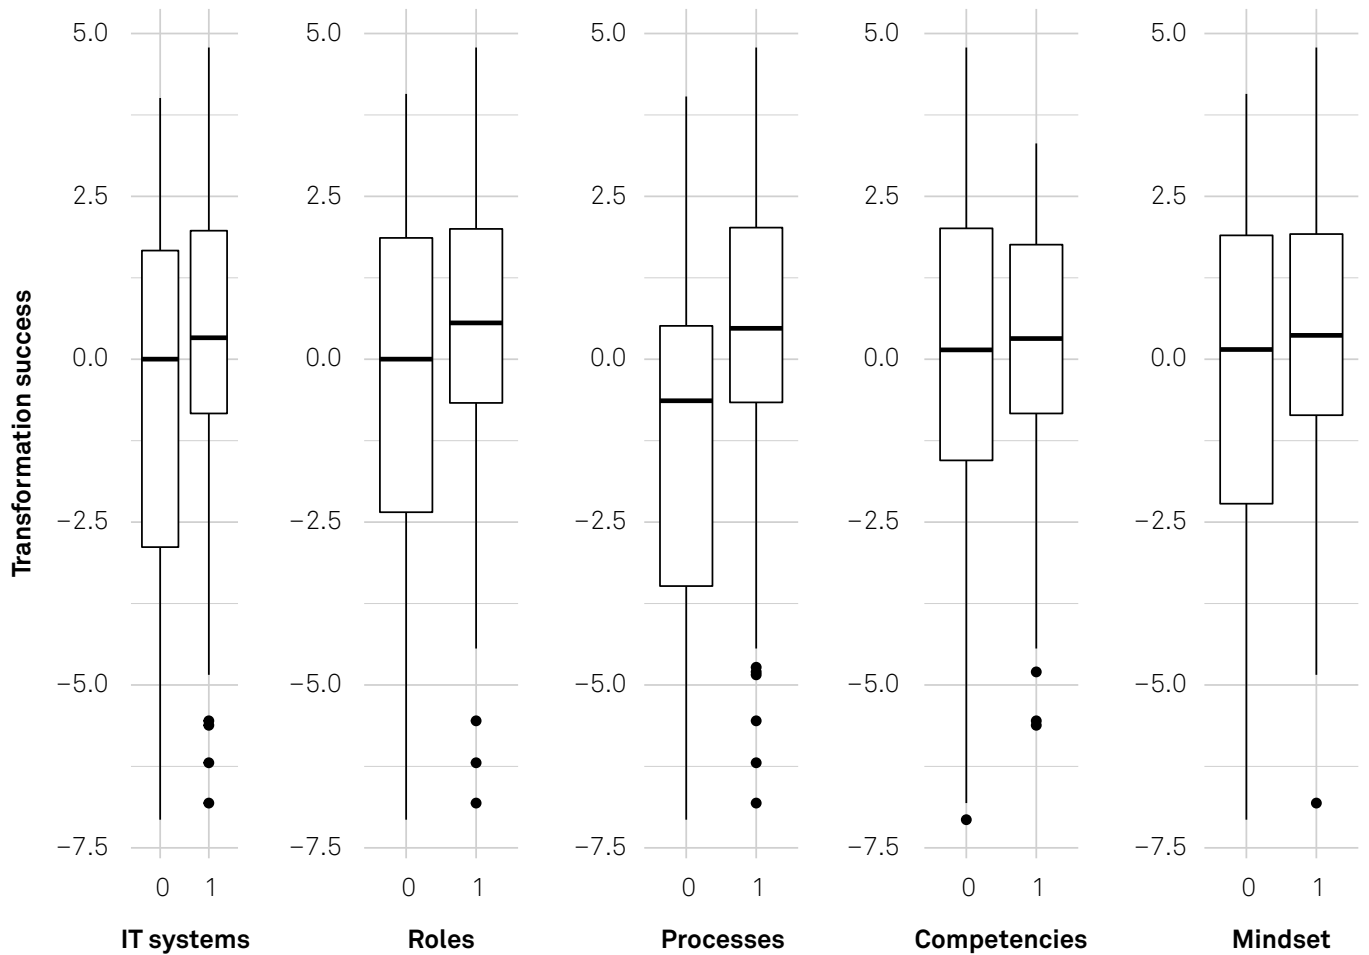 5.0 5.0 5.0 5.0 5.0
2.5 2.5 2.5 2.5 2.5
0.0 0.0 0.0 0.0 0.0
−2.5 −2.5 −2.5 −2.5 −2.5
−5.0 −5.0 −5.0 −5.0 −5.0
−7.5 −7.5 −7.5 −7.5 −7.5
Transformation success
0 1 0 1 0 1 0 1 0 1
IT systems Roles Processes Competencies Mindset